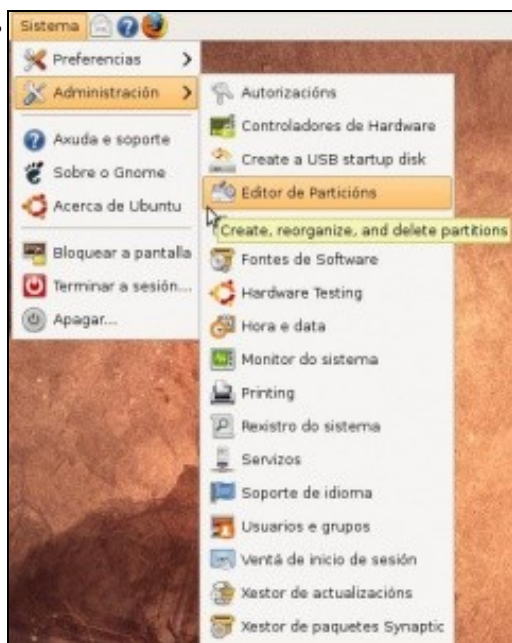 Sistema
Preferencias
Administración
Axuda e soporte
Sobre o Gnome
Acerca de Ubuntu
Bloquear a pantalla
Terminar a sesión...
Apagar...
Autorizacións
Controladores de Hardware
Create a USB startup disk
Editor de Particións
Create, reorganize, and delete partitions
Fontes de Software
Hardware Testing
Hora e data
Monitor do sistema
Printing
Rexistro do sistema
Servizos
Soporte de idioma
Usuarios e grupos
Ventá de inicio de sesión
Xestor de actualizacións
Xestor de paquetes Synaptic